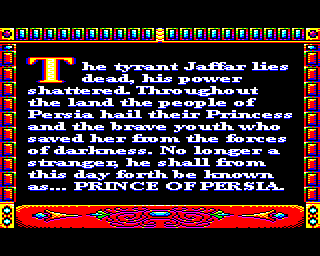 The tyrant Jaffar lies
dead, his power
shattered. Throughout
the land the people of
Persia hail their Princess
and the brave youth who
saved her from the forces
of darkness. No longer a
stranger, he shall from
this day forth be known
as... PRINCE OF PERSIA.